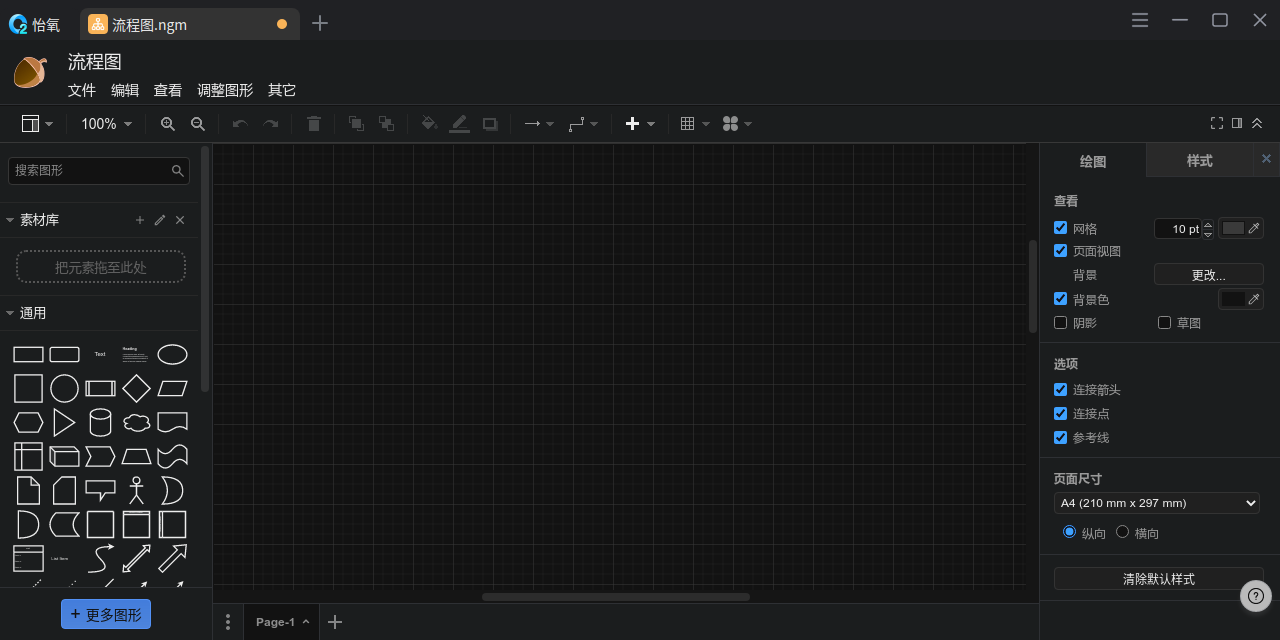 怡氧
流程图.ngm
流程图
文件 编辑 查看 调整图形 其它
100%
搜索图形
素材库
把元素拖至此处
通用
Text
Heading
List Item
更多图形
Page-1
绘图
样式
查看
网格
10 pt
页面视图
背景
更改...
背景色
阴影
草图
选项
连接箭头
连接点
参考线
页面尺寸
A4 (210 mm x 297 mm)
纵向
横向
清除默认样式